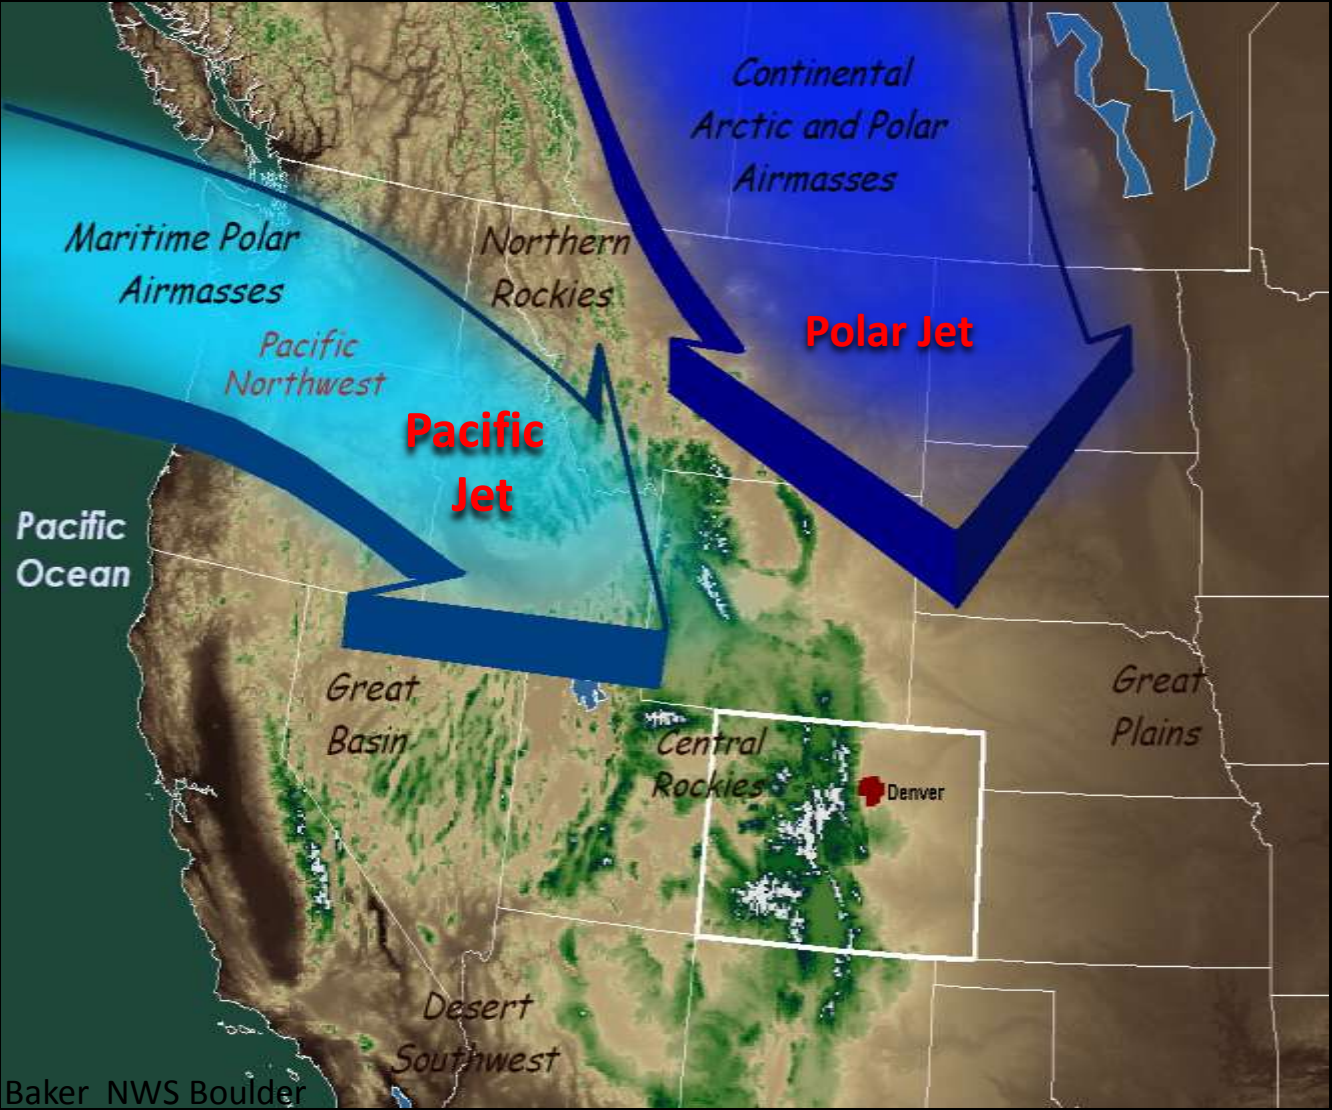 Continental
Arctic and Polar
Airmasses
Maritime Polar
Airmasses
Northern
Rockies
Pacific
Northwest
Polar Jet
Pacific
Jet
Pacific
Ocean
Great
Basin
Central
Rockies
Denver
Great
Plains
Desert
Southwest
Baker NWS Boulder